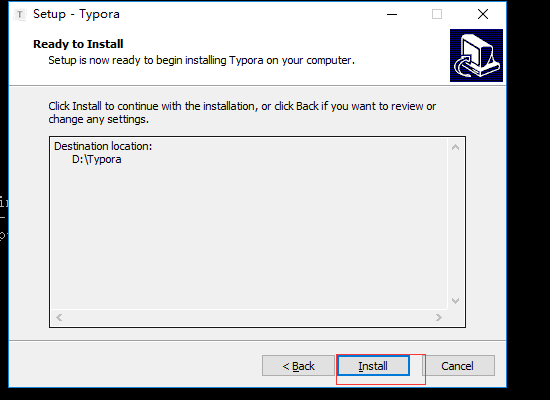 T Setup - Typora
Ready to Install
Setup is now ready to begin installing Typora on your computer.
Click Install to continue with the installation, or click Back if you want to review or
change any settings.
Destination location:
D:\Typora
< Back
Install
Cancel